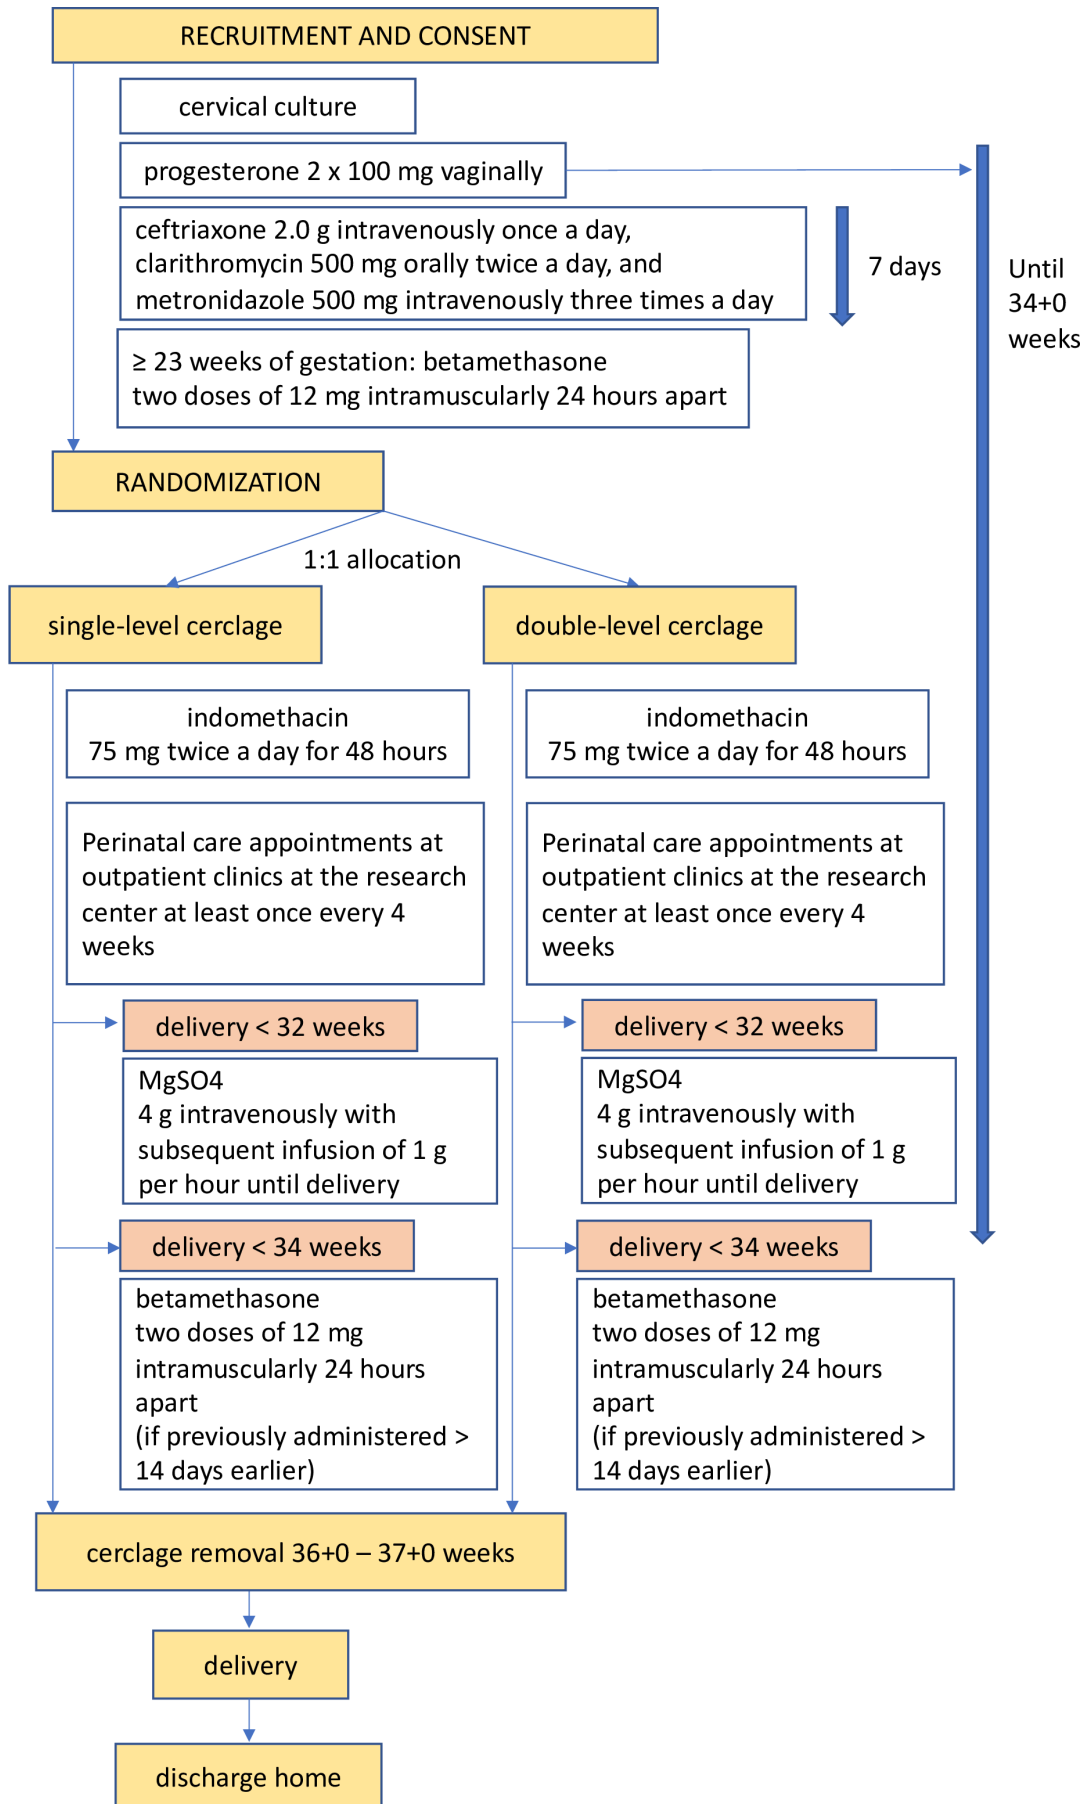 RECRUITMENT AND CONSENT
cervical culture
progesterone 2 x 100 mg vaginally
ceftriaxone 2.0 g intravenously once a day,
clarithromycin 500 mg orally twice a day, and
metronidazole 500 mg intravenously three times a day
7 days
Until
34+0
weeks
≥ 23 weeks of gestation: betamethasone
two doses of 12 mg intramuscularly 24 hours apart
RANDOMIZATION
1:1 allocation
single-level cerclage
double-level cerclage
indomethacin
75 mg twice a day for 48 hours
indomethacin
75 mg twice a day for 48 hours
Perinatal care appointments at
outpatient clinics at the research
center at least once every 4
weeks
Perinatal care appointments at
outpatient clinics at the research
center at least once every 4
weeks
delivery < 32 weeks
delivery < 32 weeks
MgSO4
4 g intravenously with
subsequent infusion of 1 g
per hour until delivery
MgSO4
4 g intravenously with
subsequent infusion of 1 g
per hour until delivery
delivery < 34 weeks
delivery < 34 weeks
betamethasone
two doses of 12 mg
intramuscularly 24 hours
apart
(if previously administered >
14 days earlier)
betamethasone
two doses of 12 mg
intramuscularly 24 hours
apart
(if previously administered >
14 days earlier)
cerclage removal 36+0 – 37+0 weeks
delivery
discharge home